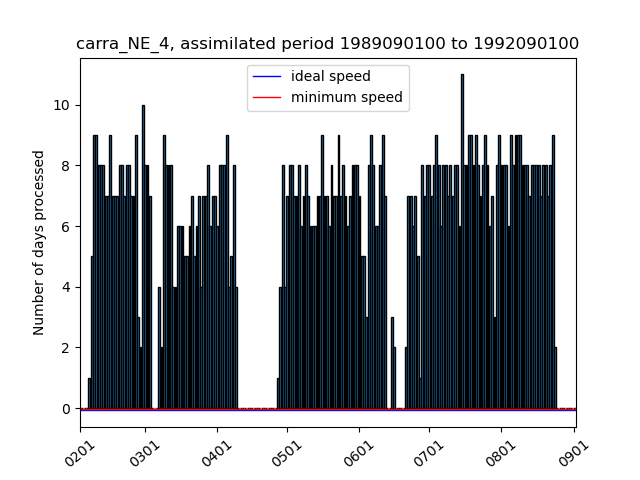 carra_NE_4, assimilated period 1989090100 to 1992090100
ideal speed
minimum speed
Number of days processed
10
8
6
4
2
0
0201 0301 0401 0501 0601 0701 0801 0901